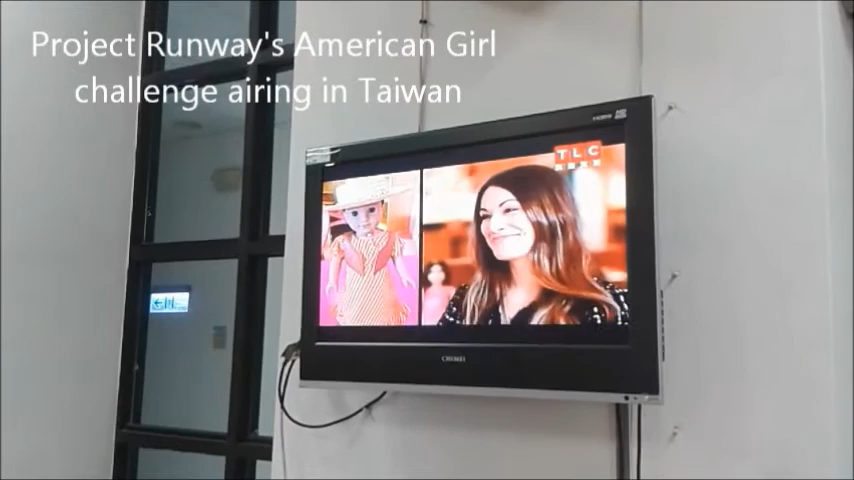 Project Runway's American Girl
challenge airing in Taiwan
TLC
CHIMEI